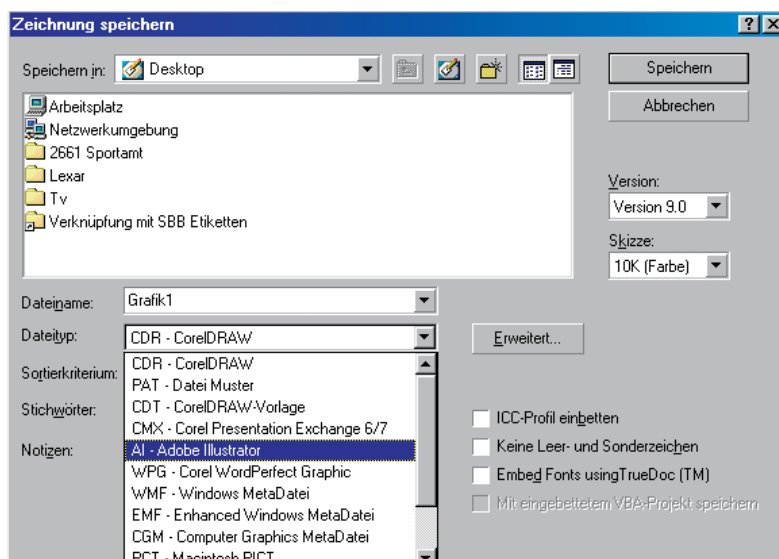 Zeichnung speichern
Speichern in: Desktop
Speichern
Arbeitsplatz
Netzwerkumgebung
2661 Sportamt
Lexar
Tv
Verknüpfung mit SBB Etiketten
Abbrechen
Version:
Version 9.0
Skizze:
10K (Farbe)
Dateiname: Grafik1
Dateityp: CDR - CorelDRAW
Erweitert...
Sortierkriterium:
Stichwörter:
Notizen:
CDR - CorelDRAW
PAT - Datei Muster
CDT - CorelDRAW-Vorlage
CMX - Corel Presentation Exchange 6/7
AI - Adobe Illustrator
WPG - Corel WordPerfect Graphic
WMF - Windows MetaDatei
EMF - Enhanced Windows MetaDatei
CGM - Computer Graphics MetaDatei
PCT - Macintosh PICT
ICC-Profil einbetten
Keine Leer- und Sonderzeichen
Embed Fonts usingTrueDoc (TM)
Mit eingebettetem VBA-Projekt speichern